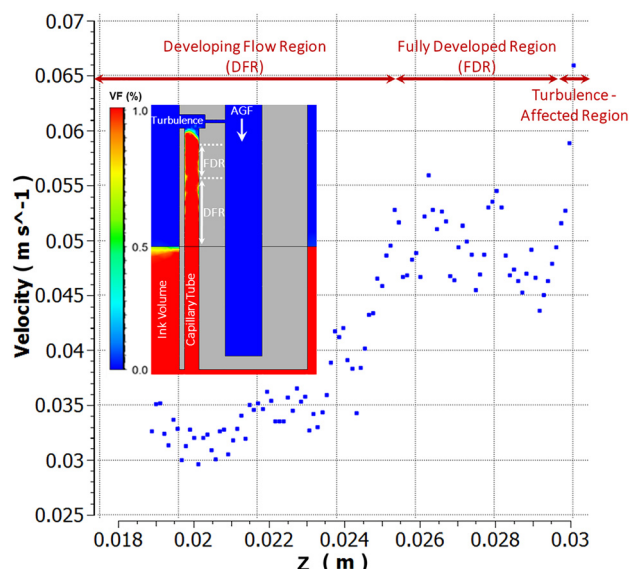 0.07
0.065
0.06
0.055
0.05
0.045
0.04
0.035
0.03
0.025
Velocity ( m s^-1 )
Developing Flow Region
(DFR)
Fully Developed Region
(FDR)
Turbulence -
Affected Region
VF (%)
1.0
0.5
0.0
Turbulence
AGF
FDR
DFR
Ink Volume
Capillary Tube
0.018
0.02
0.022
0.024
0.026
0.028
0.03
Z ( m )